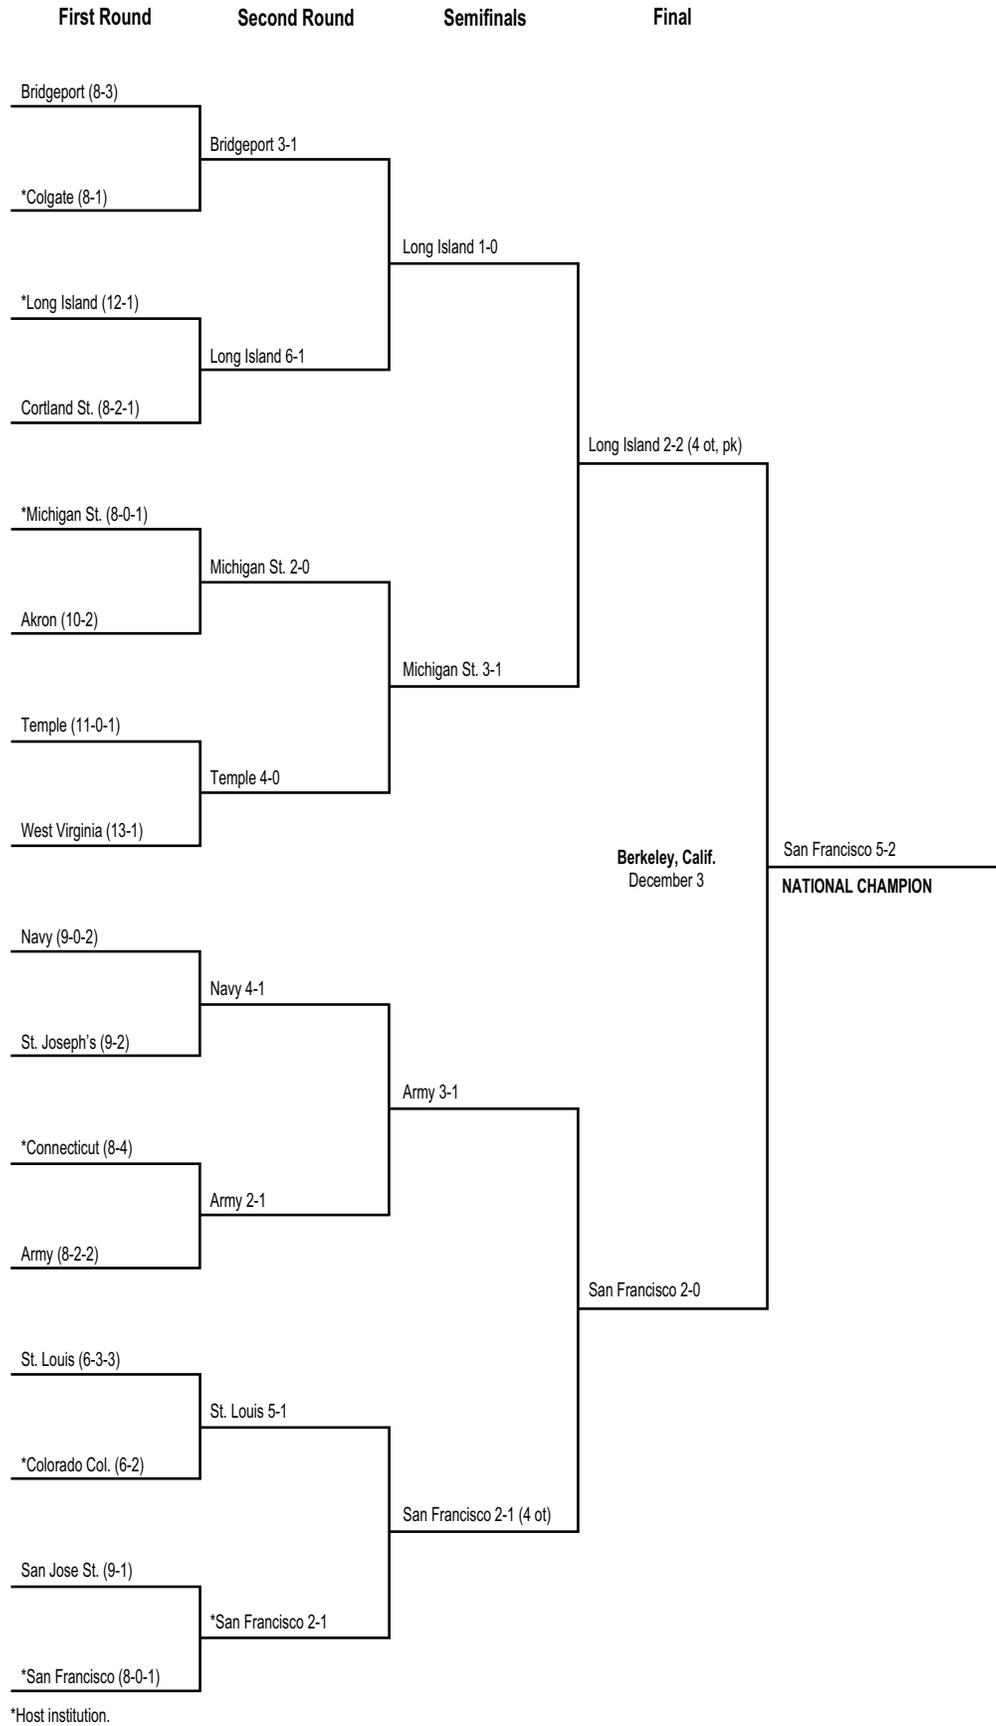 First Round
Second Round
Semifinals
Final
Bridgeport (8-3)
Bridgeport 3-1
*Colgate (8-1)
Long Island 1-0
*Long Island (12-1)
Long Island 6-1
Cortland St. (8-2-1)
Long Island 2-2 (4 ot, pk)
*Michigan St. (8-0-1)
Michigan St. 2-0
Akron (10-2)
Michigan St. 3-1
Temple (11-0-1)
Temple 4-0
West Virginia (13-1)
Berkeley, Calif.
December 3
San Francisco 5-2
NATIONAL CHAMPION
Navy (9-0-2)
Navy 4-1
St. Joseph’s (9-2)
Army 3-1
*Connecticut (8-4)
Army 2-1
Army (8-2-2)
San Francisco 2-0
St. Louis (6-3-3)
St. Louis 5-1
*Colorado Col. (6-2)
San Francisco 2-1 (4 ot)
San Jose St. (9-1)
*San Francisco 2-1
*San Francisco (8-0-1)
*Host institution.